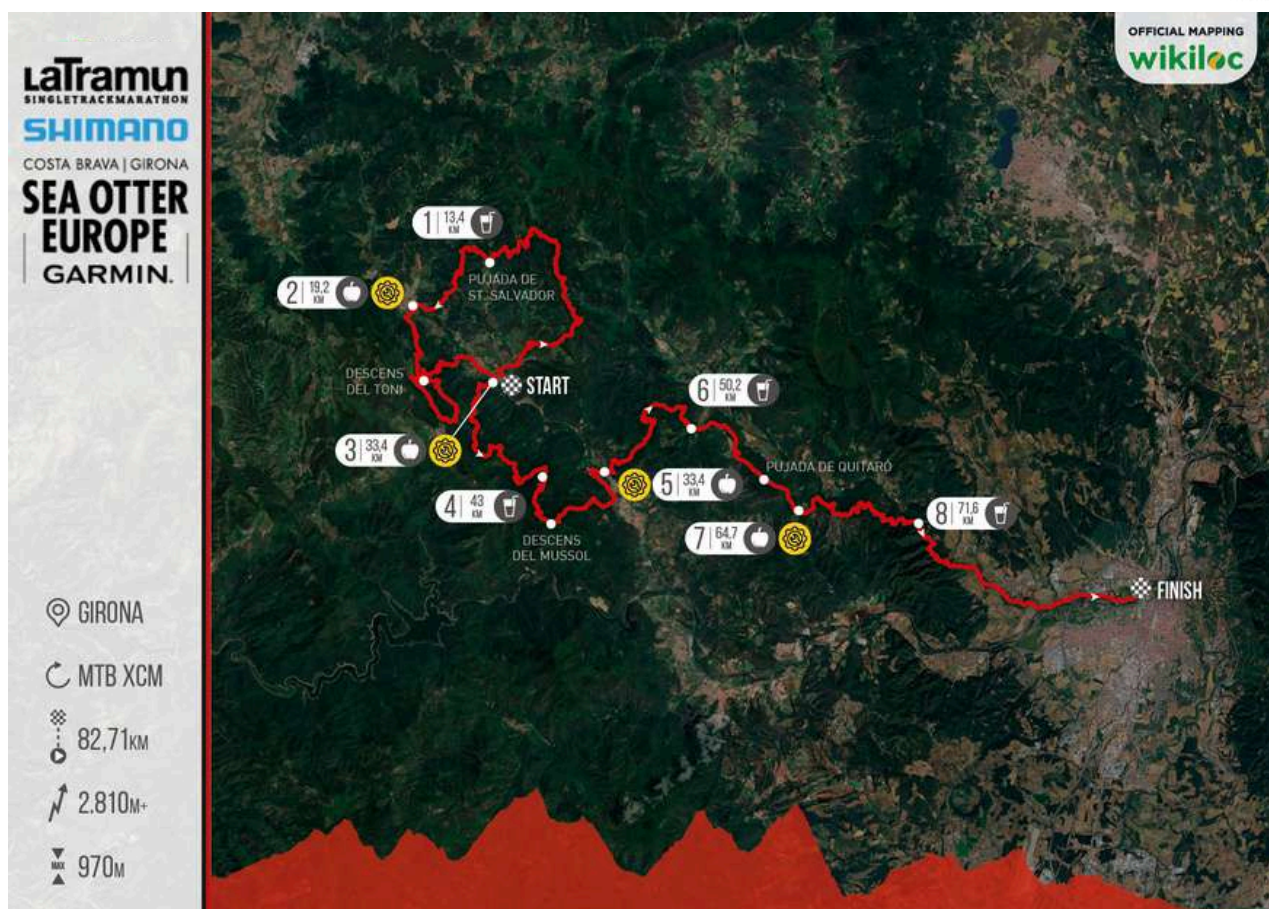 LaTramun
SINGLETRACKMARATHON
SHIMANO
COSTA BRAVA | GIRONA
SEA OTTER
EUROPE
GARMIN.
GIRONA
MTB XCM
82,71KM
2.810M+
MAX
970M
OFFICIAL MAPPING
wikiloc
1 | 13,4
KM
PUJADA DE
ST. SALVADOR
2 | 19,2
KM
DESCENS
DEL TONI
START
3 | 33,4
KM
4 | 43
KM
DESCENS
DEL MUSSOL
5 | 33,4
KM
6 | 50,2
KM
PUJADA DE QUITARÓ
7 | 64,7
KM
8 | 71,6
KM
FINISH